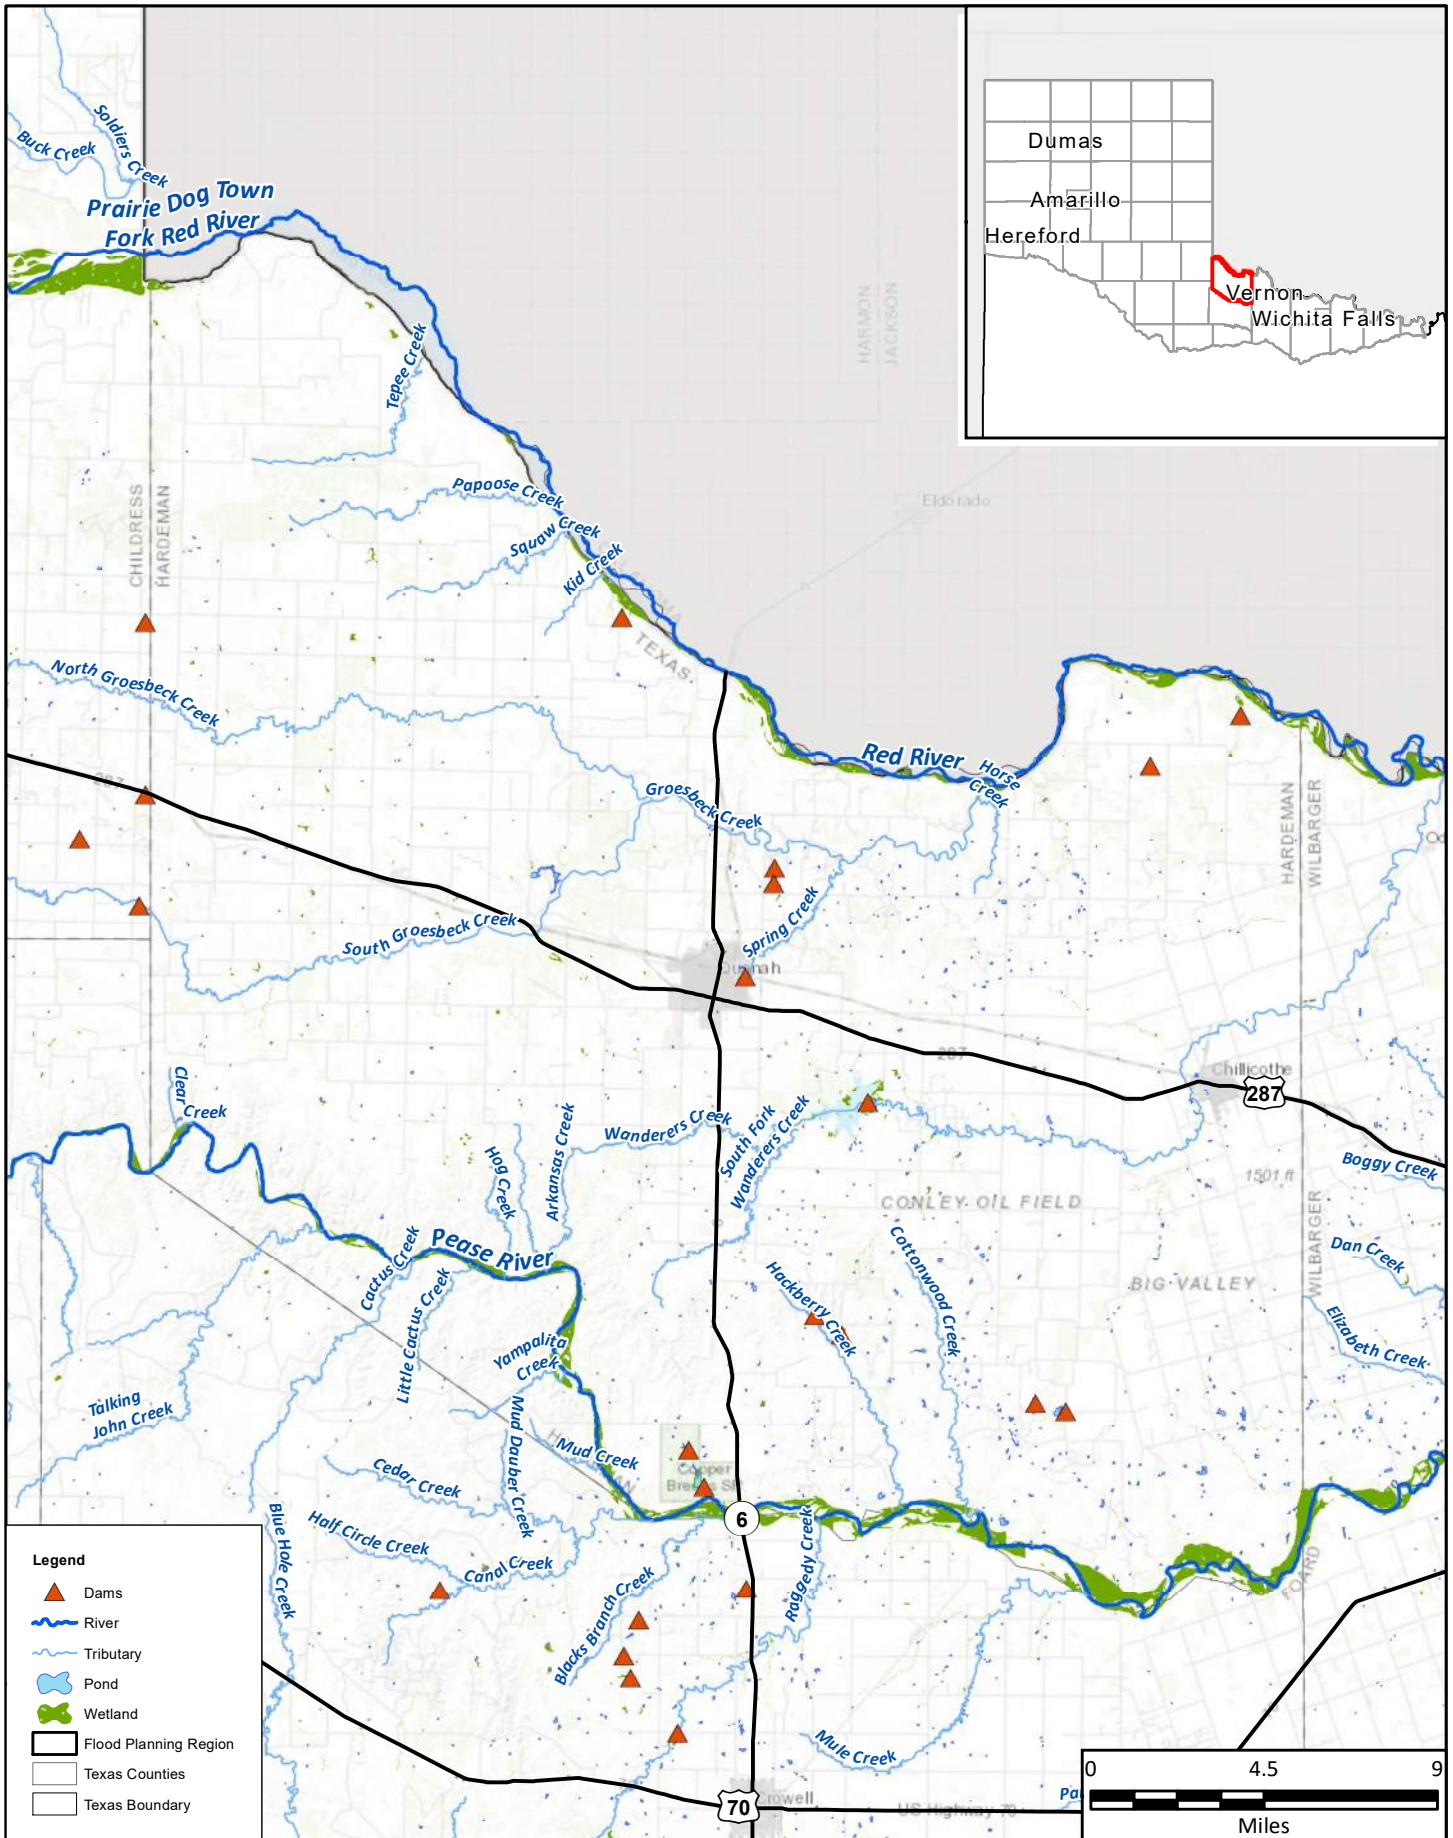 Soldiers Creek
Buck Creek
Prairie Dog Town
Fork Red River
Dumas
Amarillo
Hereford
Vernon
Wichita Falls
HARMON
JACKSON
Tepee Creek
Eldorado
CHILDRESS
HARDEMAN
Papoose Creek
Squaw Creek
Kid Creek
TEXAS
North Groesbeck Creek
Red River
Horse
Creek
287
Groesbeck Creek
HARDEMAN
WILBARGER
Spring Creek
South Groesbeck Creek
287
Chillicothe
287
Clear
Creek
Wanderers Creek
South Fork
Wanderers Creek
Hog Creek
Arkansas Creek
Boggy Creek
1501 ft
CONLEY OIL FIELD
WILBARGER
Pease River
Cactus Creek
Little Cactus Creek
Hackberry Creek
Cottonwood Creek
Dan Creek
BIG VALLEY
Elizabeth Creek
Yampalita
Creek
Talking
John Creek
Mud Dauber Creek
Mud Creek
Cedar Creek
Copper
6
Blue Hole Creek
Half Circle Creek
Canal Creek
Blacks Branch Creek
Raggedy Creek
FOARD
Mule Creek
70
Crowell
US Highway 70
Legend
Dams
River
Tributary
Pond
Wetland
Flood Planning Region
Texas Counties
Texas Boundary
0 4.5 9
Miles